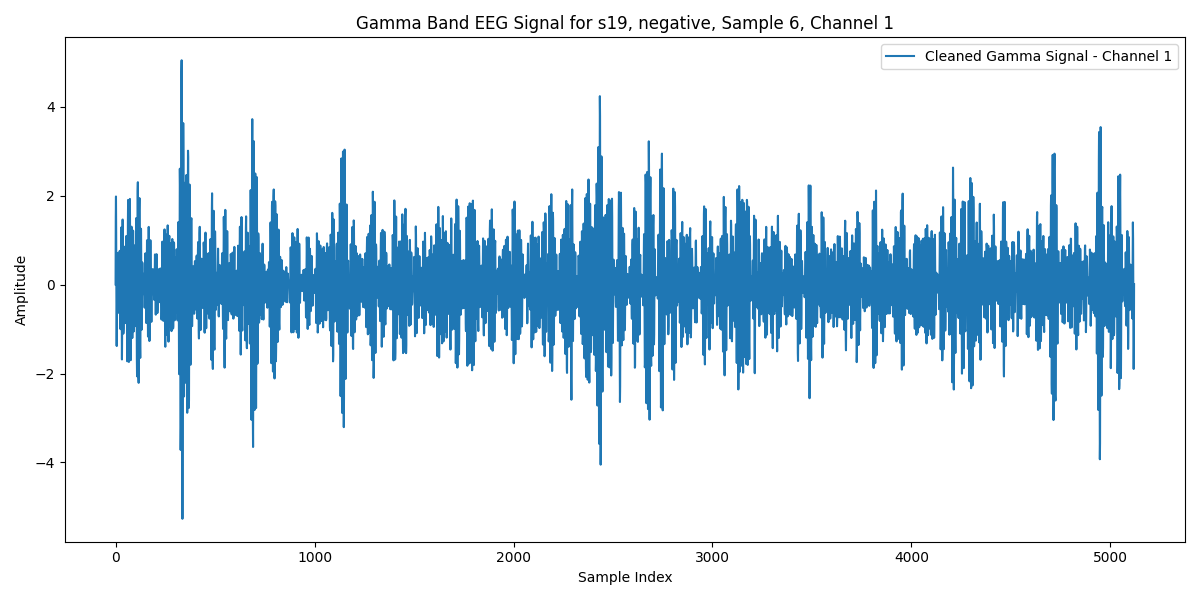 Gamma Band EEG Signal for s19, negative, Sample 6, Channel 1
Cleaned Gamma Signal - Channel 1
Amplitude
4
2
0
−2
−4
0 1000 2000 3000 4000 5000
Sample Index